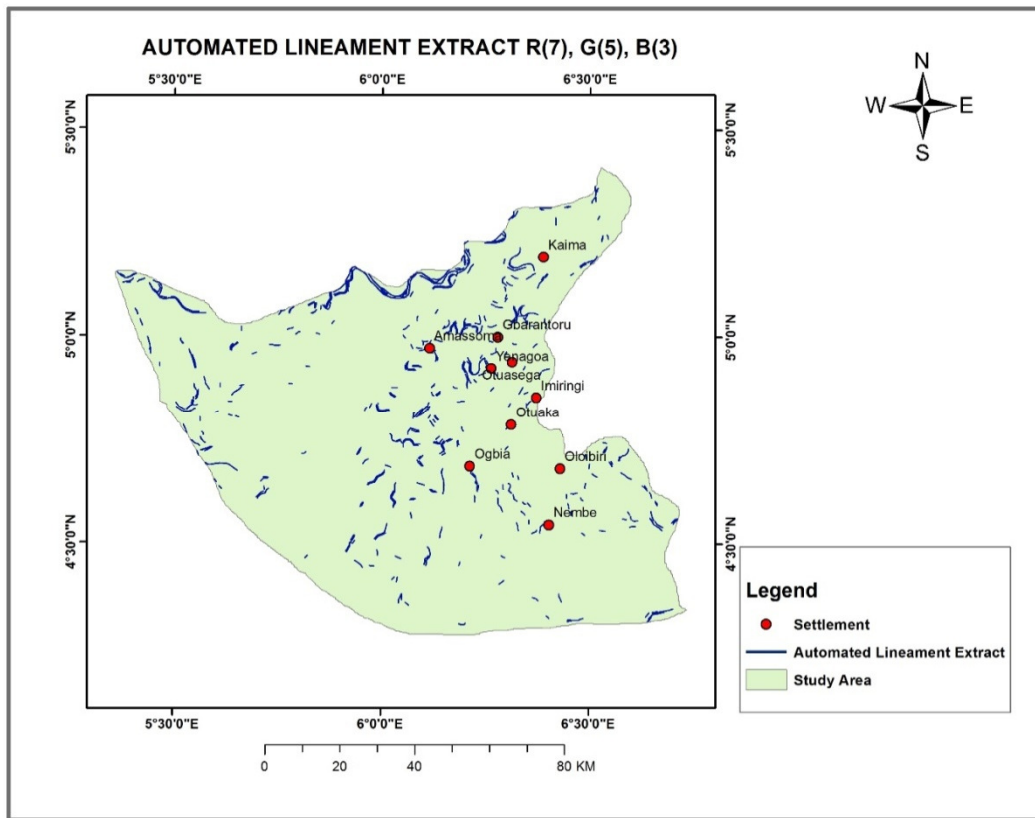 AUTOMATED LINEAMENT EXTRACT R(7), G(5), B(3)
N
W E
S
5°30'0"E 6°0'0"E 6°30'0"E
5°30'0"N
5°30'0"N
Kaima
5°0'0"N
5°0'0"N
Gbarantoru
Amassoma
Yenagoa
Otuasega
Imiringi
Otuaka
Ogbia
Oloibiri
Nembe
4°30'0"N
4°30'0"N
Legend
Settlement
Automated Lineament Extract
Study Area
5°30'0"E 6°0'0"E 6°30'0"E
0 20 40 80 KM